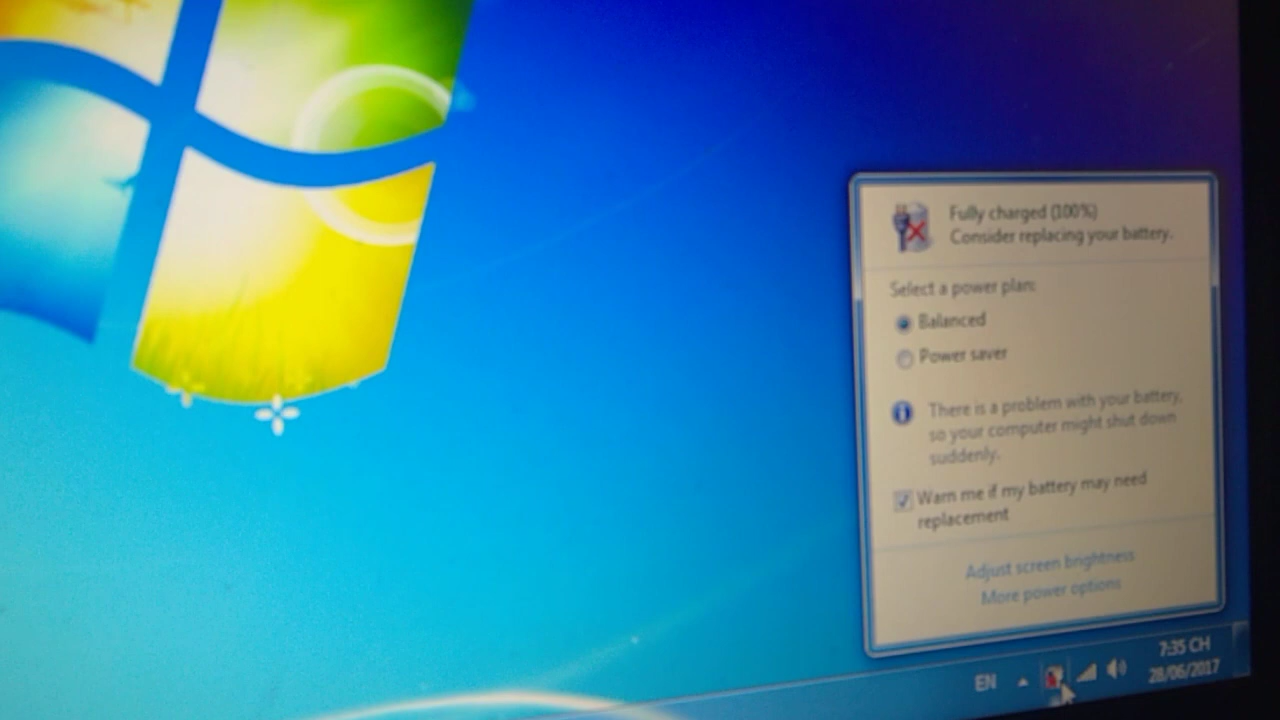 Fully charged (100%)
Consider replacing your battery.
Select a power plan:
Balanced
Power saver
There is a problem with your battery,
so your computer might shut down
suddenly.
Warn me if my battery may need
replacement
Adjust screen brightness
More power options
EN
7:35 CH
28/06/2017